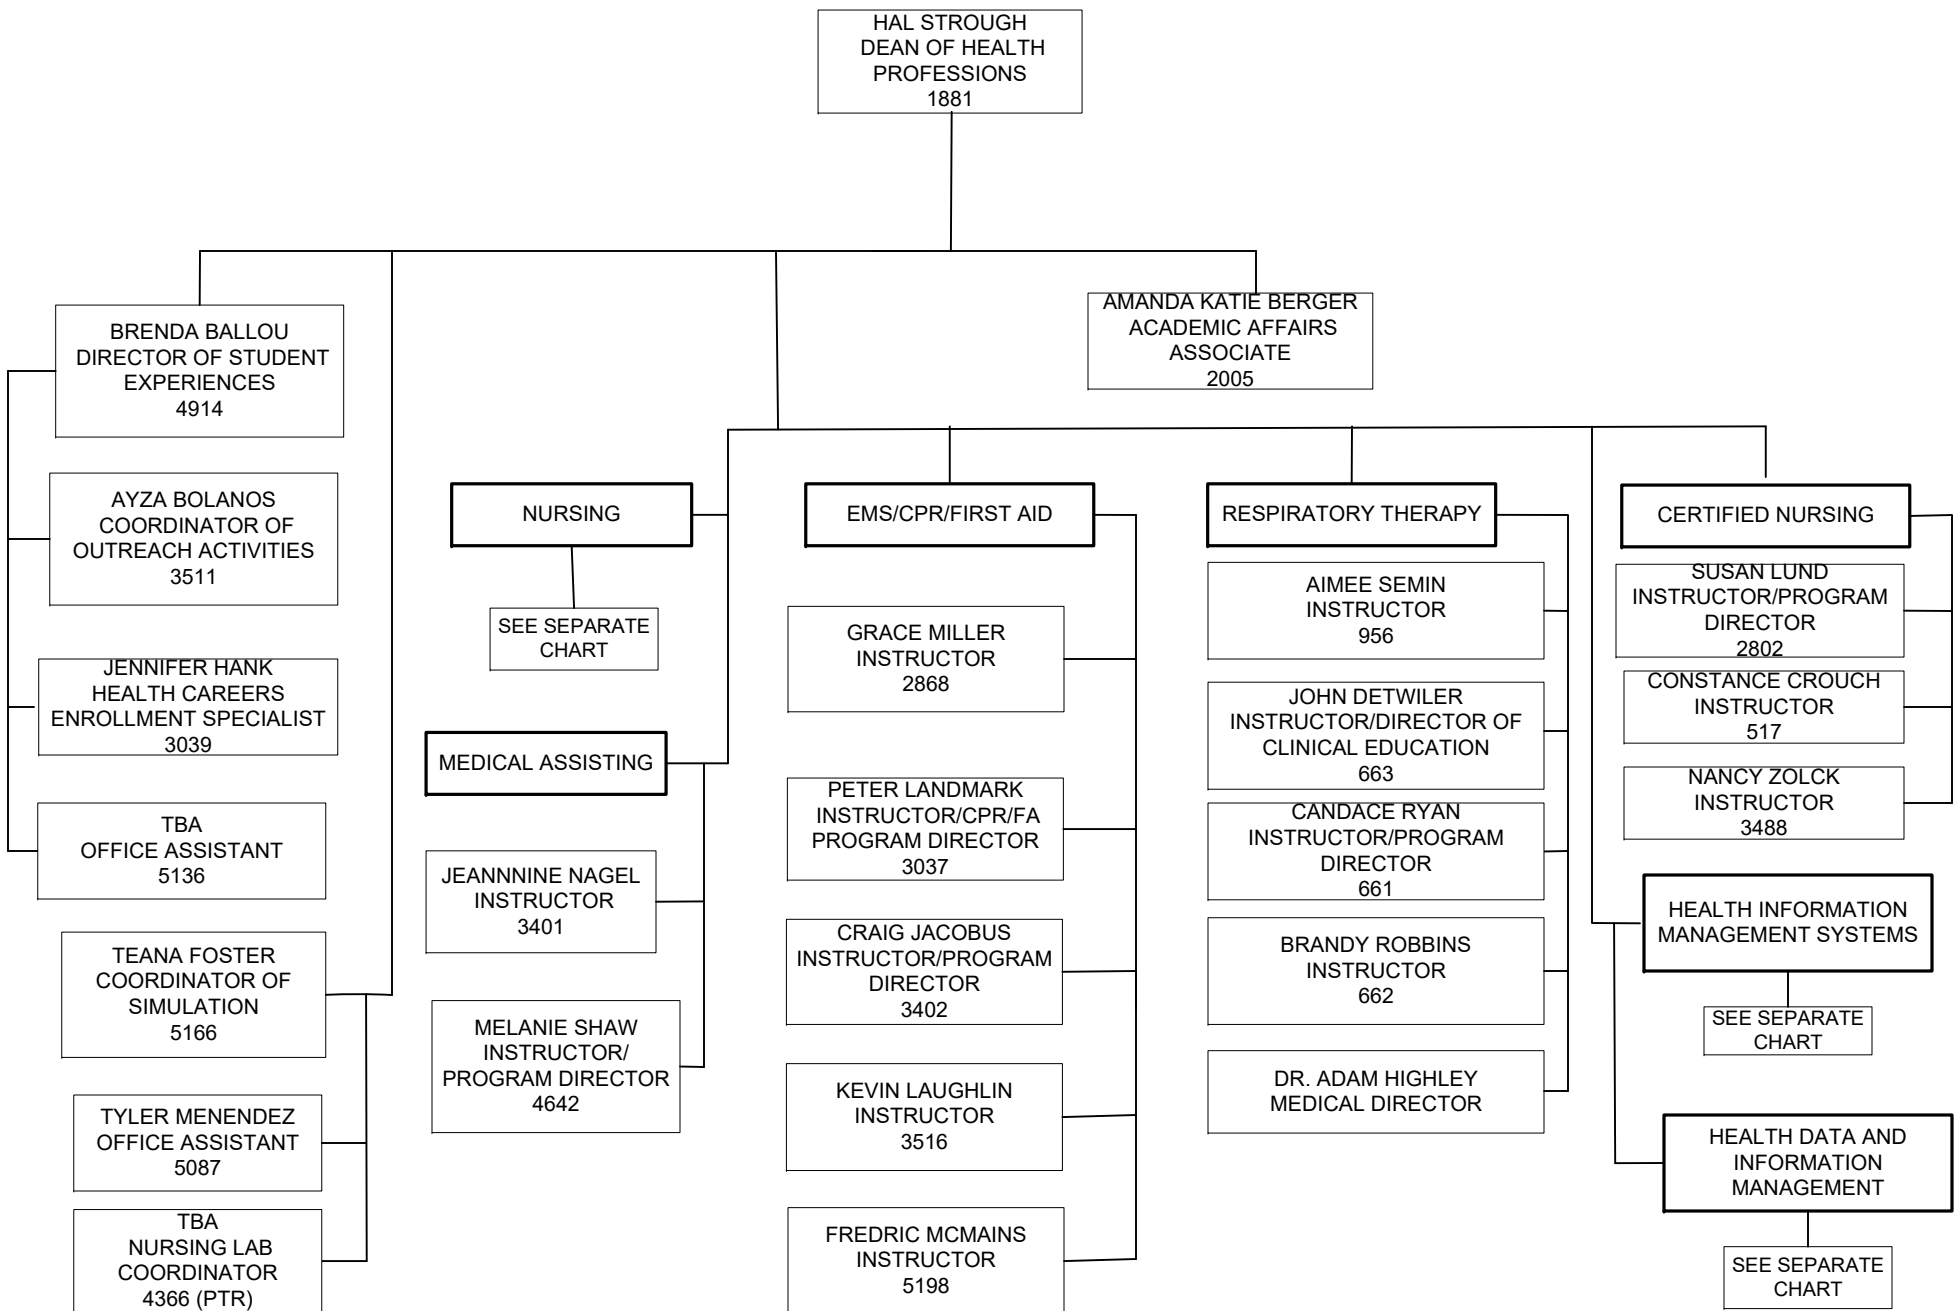 HAL STROUGH
DEAN OF HEALTH
PROFESSIONS
1881
BRENDA BALLOU
DIRECTOR OF STUDENT
EXPERIENCES
4914
AMANDA KATIE BERGER
ACADEMIC AFFAIRS
ASSOCIATE
2005
AYZA BOLANOS
COORDINATOR OF
OUTREACH ACTIVITIES
3511
JENNIFER HANK
HEALTH CAREERS
ENROLLMENT SPECIALIST
3039
TBA
OFFICE ASSISTANT
5136
TEANA FOSTER
COORDINATOR OF
SIMULATION
5166
TYLER MENENDEZ
OFFICE ASSISTANT
5087
TBA
NURSING LAB
COORDINATOR
4366 (PTR)
NURSING
SEE SEPARATE
CHART
MEDICAL ASSISTING
JEANNNINE NAGEL
INSTRUCTOR
3401
MELANIE SHAW
INSTRUCTOR/
PROGRAM DIRECTOR
4642
EMS/CPR/FIRST AID
GRACE MILLER
INSTRUCTOR
2868
PETER LANDMARK
INSTRUCTOR/CPR/FA
PROGRAM DIRECTOR
3037
CRAIG JACOBUS
INSTRUCTOR/PROGRAM
DIRECTOR
3402
KEVIN LAUGHLIN
INSTRUCTOR
3516
FREDRIC MCMAINS
INSTRUCTOR
5198
RESPIRATORY THERAPY
AIMEE SEMIN
INSTRUCTOR
956
JOHN DETWILER
INSTRUCTOR/DIRECTOR OF
CLINICAL EDUCATION
663
CANDACE RYAN
INSTRUCTOR/PROGRAM
DIRECTOR
661
BRANDY ROBBINS
INSTRUCTOR
662
DR. ADAM HIGHLEY
MEDICAL DIRECTOR
CERTIFIED NURSING
SUSAN LUND
INSTRUCTOR/PROGRAM
DIRECTOR
2802
CONSTANCE CROUCH
INSTRUCTOR
517
NANCY ZOLCK
INSTRUCTOR
3488
HEALTH INFORMATION
MANAGEMENT SYSTEMS
SEE SEPARATE
CHART
HEALTH DATA AND
INFORMATION
MANAGEMENT
SEE SEPARATE
CHART